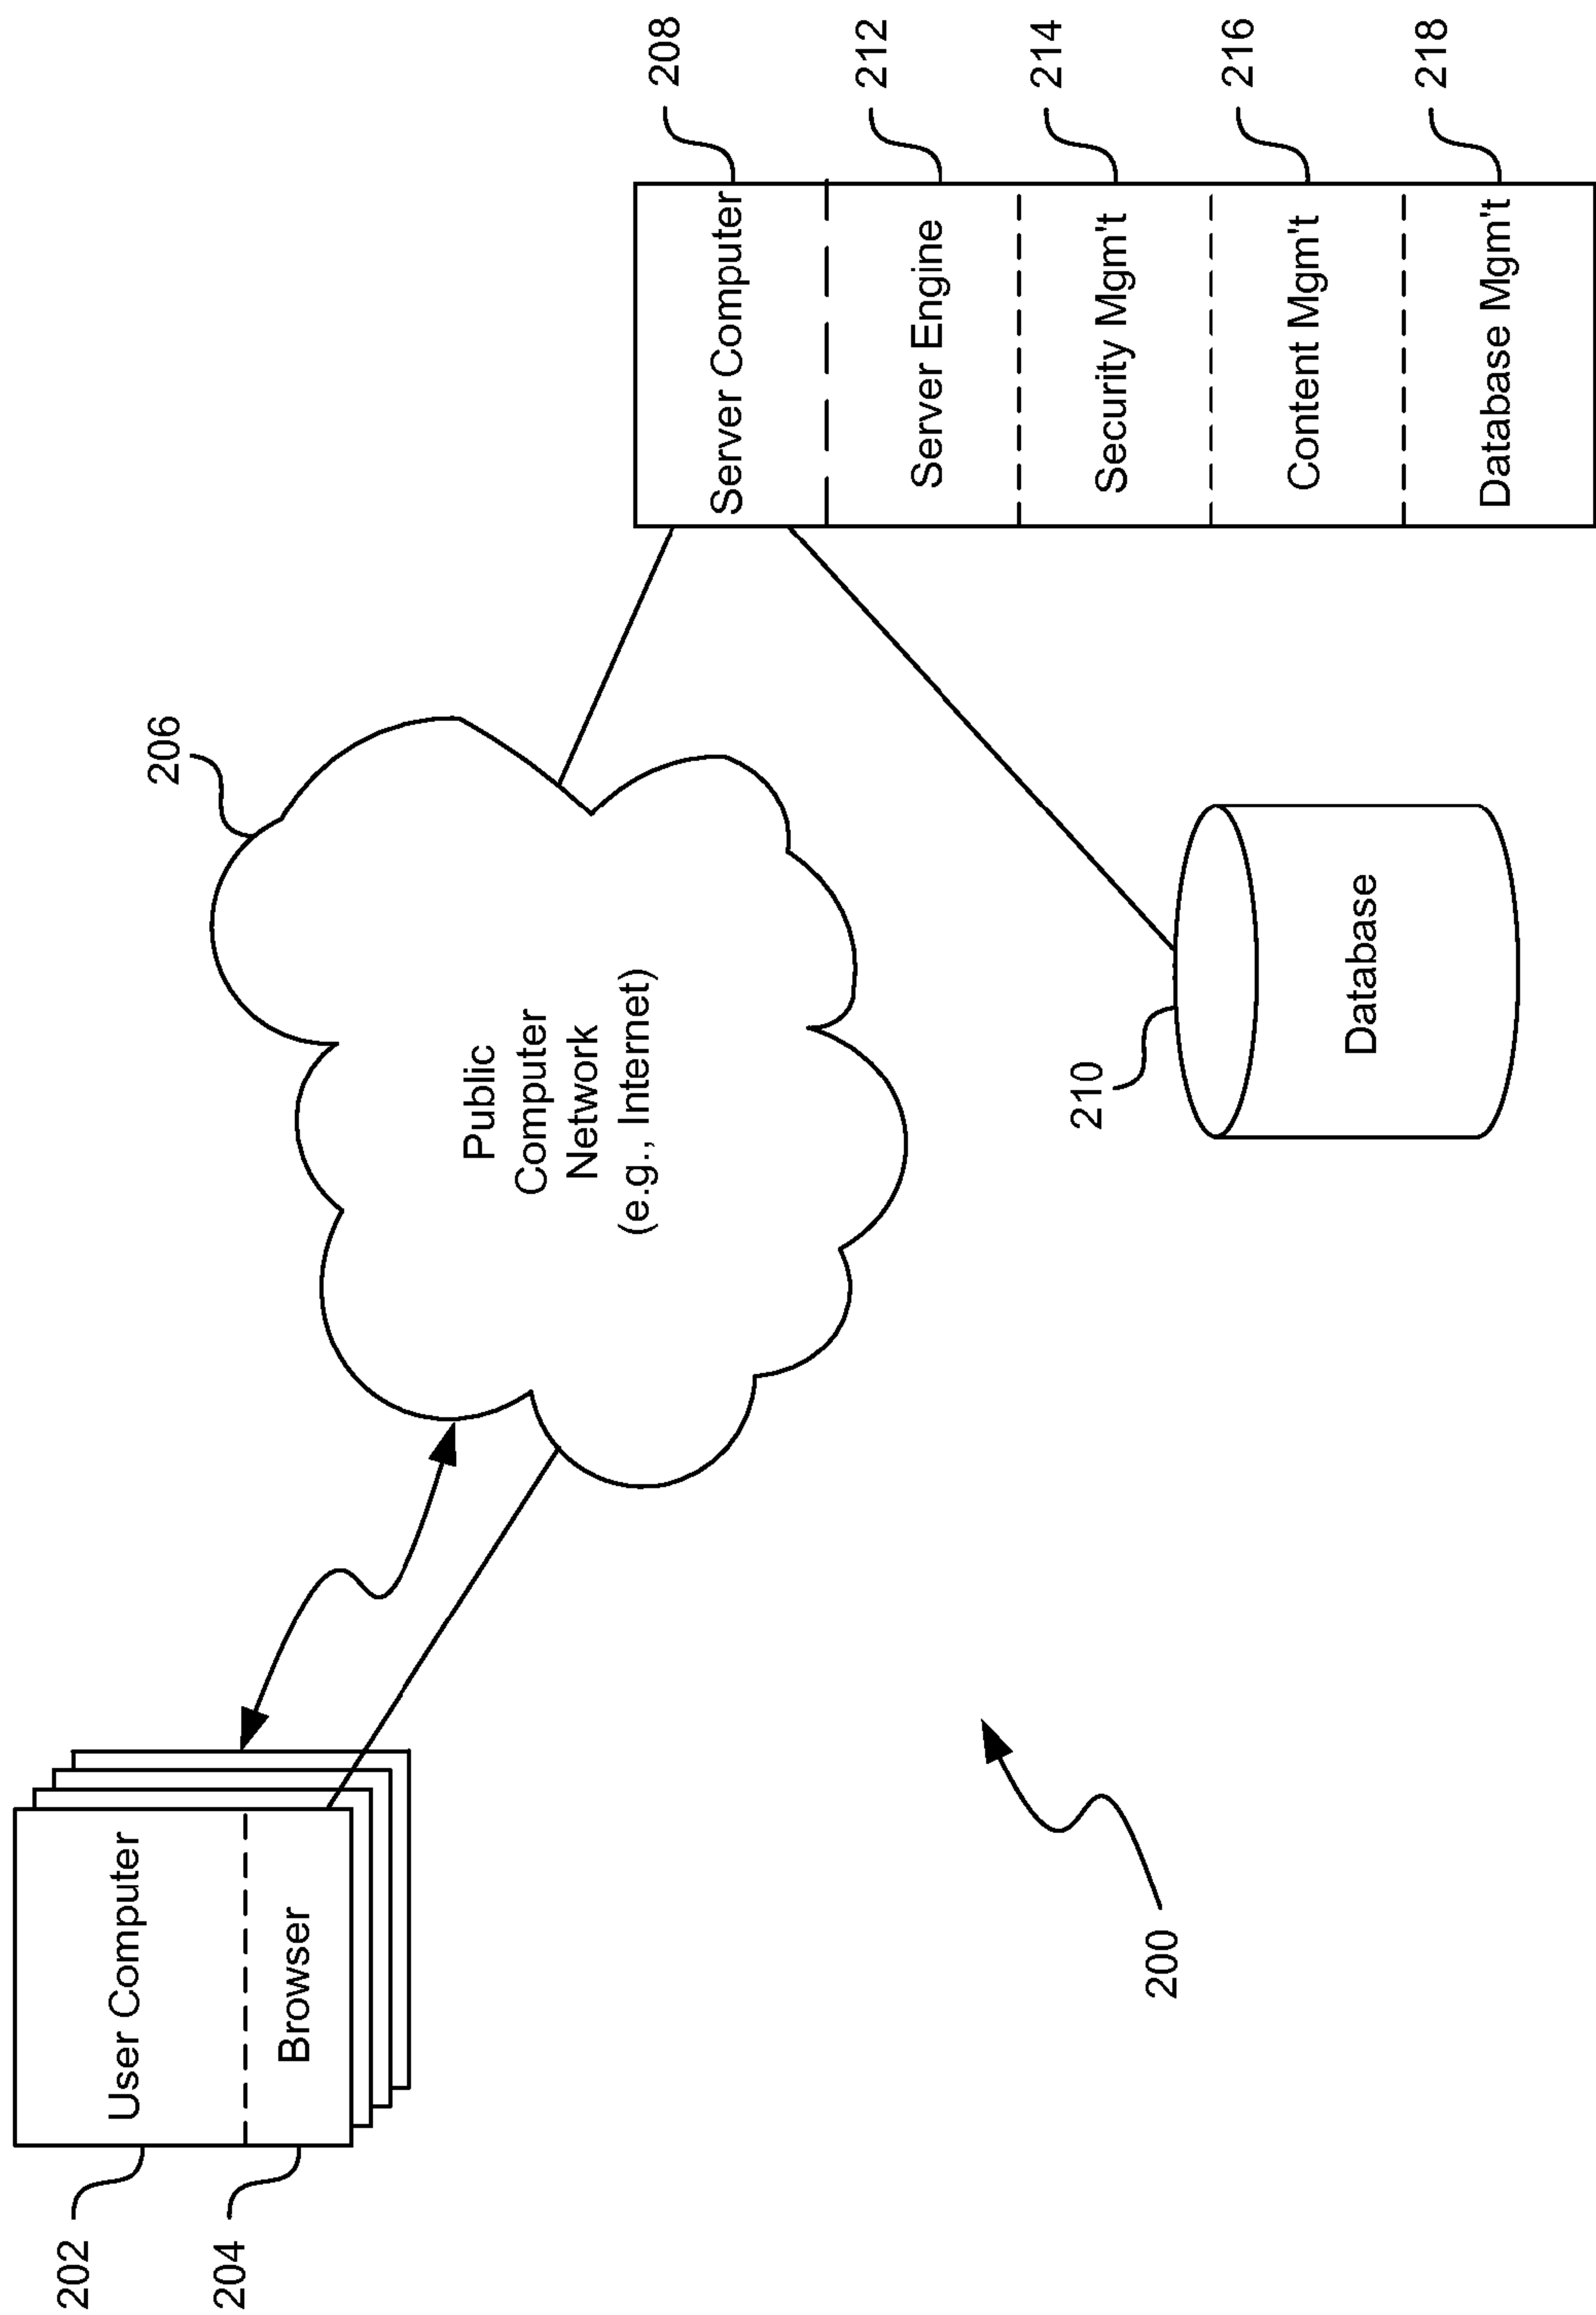 202
User Computer
204
Browser
206
Public
Computer
Network
(e.g., Internet)
208
Server Computer
212
Server Engine
214
Security Mgm't
216
Content Mgm't
218
Database Mgm't
210
Database
200